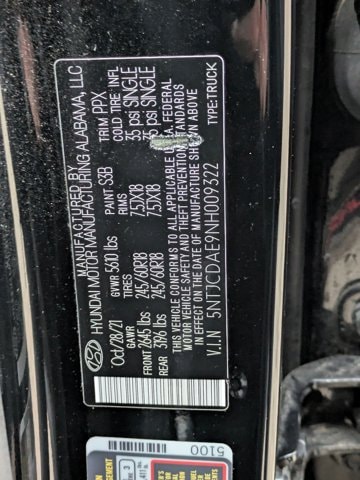 MANUFACTURED BY
HYUNDAI MOTOR MANUFACTURING ALABAMA, LLC
Oct/28/21 GVWR 5610 lbs PAINT S3B TRIM PPX
GAWR TIRES RIMS COLD TIRE INFL
FRONT 2645 lbs 245/60R18 7.5JX18 35 psi SINGLE
REAR 3196 lbs 245/60R18 7.5JX18 35 psi SINGLE
THIS VEHICLE CONFORMS TO ALL APPLICABLE FEDERAL
MOTOR VEHICLE SAFETY AND THEFT PREVENTION STANDARDS
IN EFFECT ON THE DATE OF MANUFACTURE SHOWN ABOVE
V.I.N 5NTJCDAE9NH009322 TYPE:TRUCK
5100
3